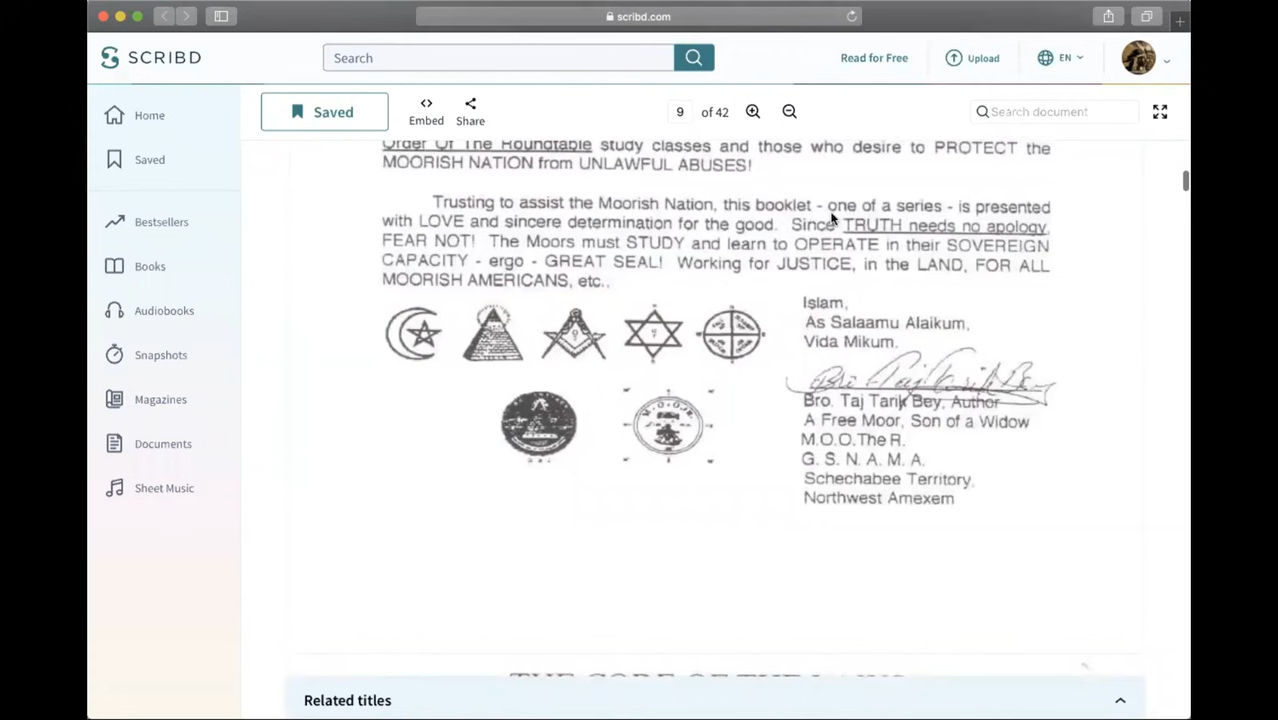 scribd.com
SCRIBD
Search
Read for Free
Upload
EN
Home
Saved
Bestsellers
Books
Audiobooks
Snapshots
Magazines
Documents
Sheet Music
Saved
Embed
Share
9 of 42
Search document
Order Of The Roundtable study classes and those who desire to PROTECT the
MOORISH NATION from UNLAWFUL ABUSES!
Trusting to assist the Moorish Nation, this booklet - one of a series - is presented
with LOVE and sincere determination for the good. Since TRUTH needs no apology,
FEAR NOT! The Moors must STUDY and learn to OPERATE in their SOVEREIGN
CAPACITY - ergo - GREAT SEAL! Working for JUSTICE, in the LAND, FOR ALL
MOORISH AMERICANS, etc..
Islam,
As Salaamu Alaikum,
Vida Mikum.
Bro. Taj Tarik Bey, Author
A Free Moor, Son of a Widow
M.O.O.The R.
G. S. N. A. M. A.
Schechabee Territory,
Northwest Amexem
THE CODE OF THE
Related titles